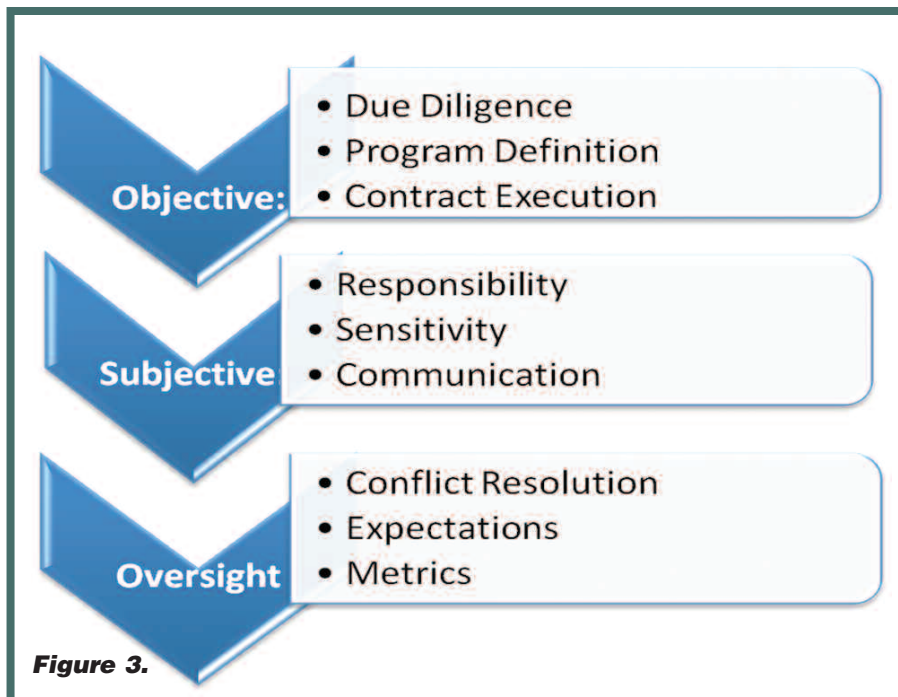 • Due Diligence
• Program Definition
• Contract Execution
Objective:
• Responsibility
• Sensitivity
• Communication
Subjective
• Conflict Resolution
• Expectations
• Metrics
Oversight
Figure 3.